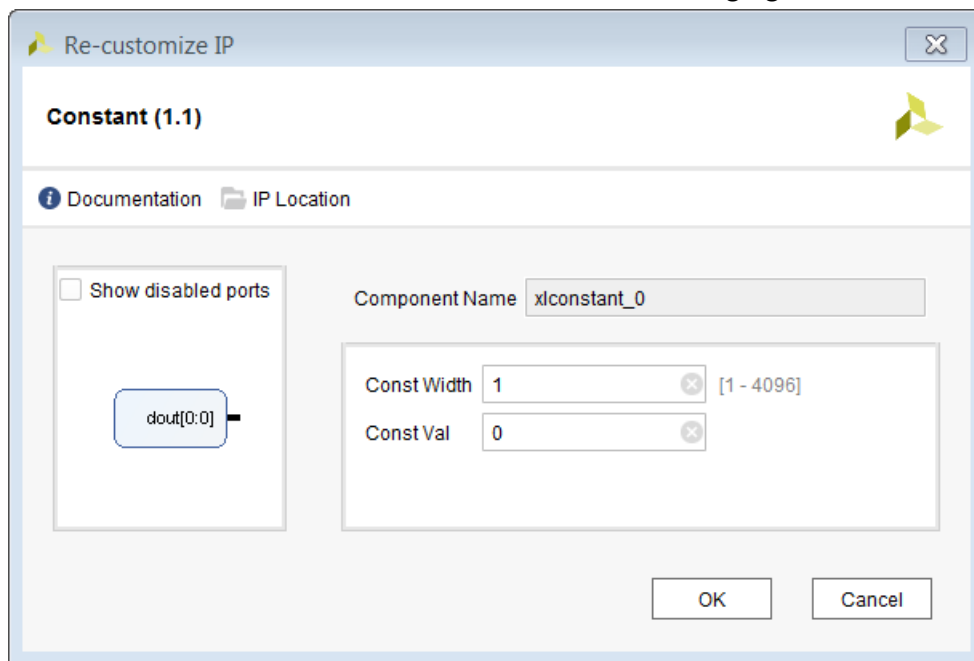 Re-customize IP
Constant (1.1)
Documentation IP Location
Show disabled ports
dout[0:0]
Component Name xlconstant_0
Const Width 1 [1 - 4096]
Const Val 0
OK Cancel